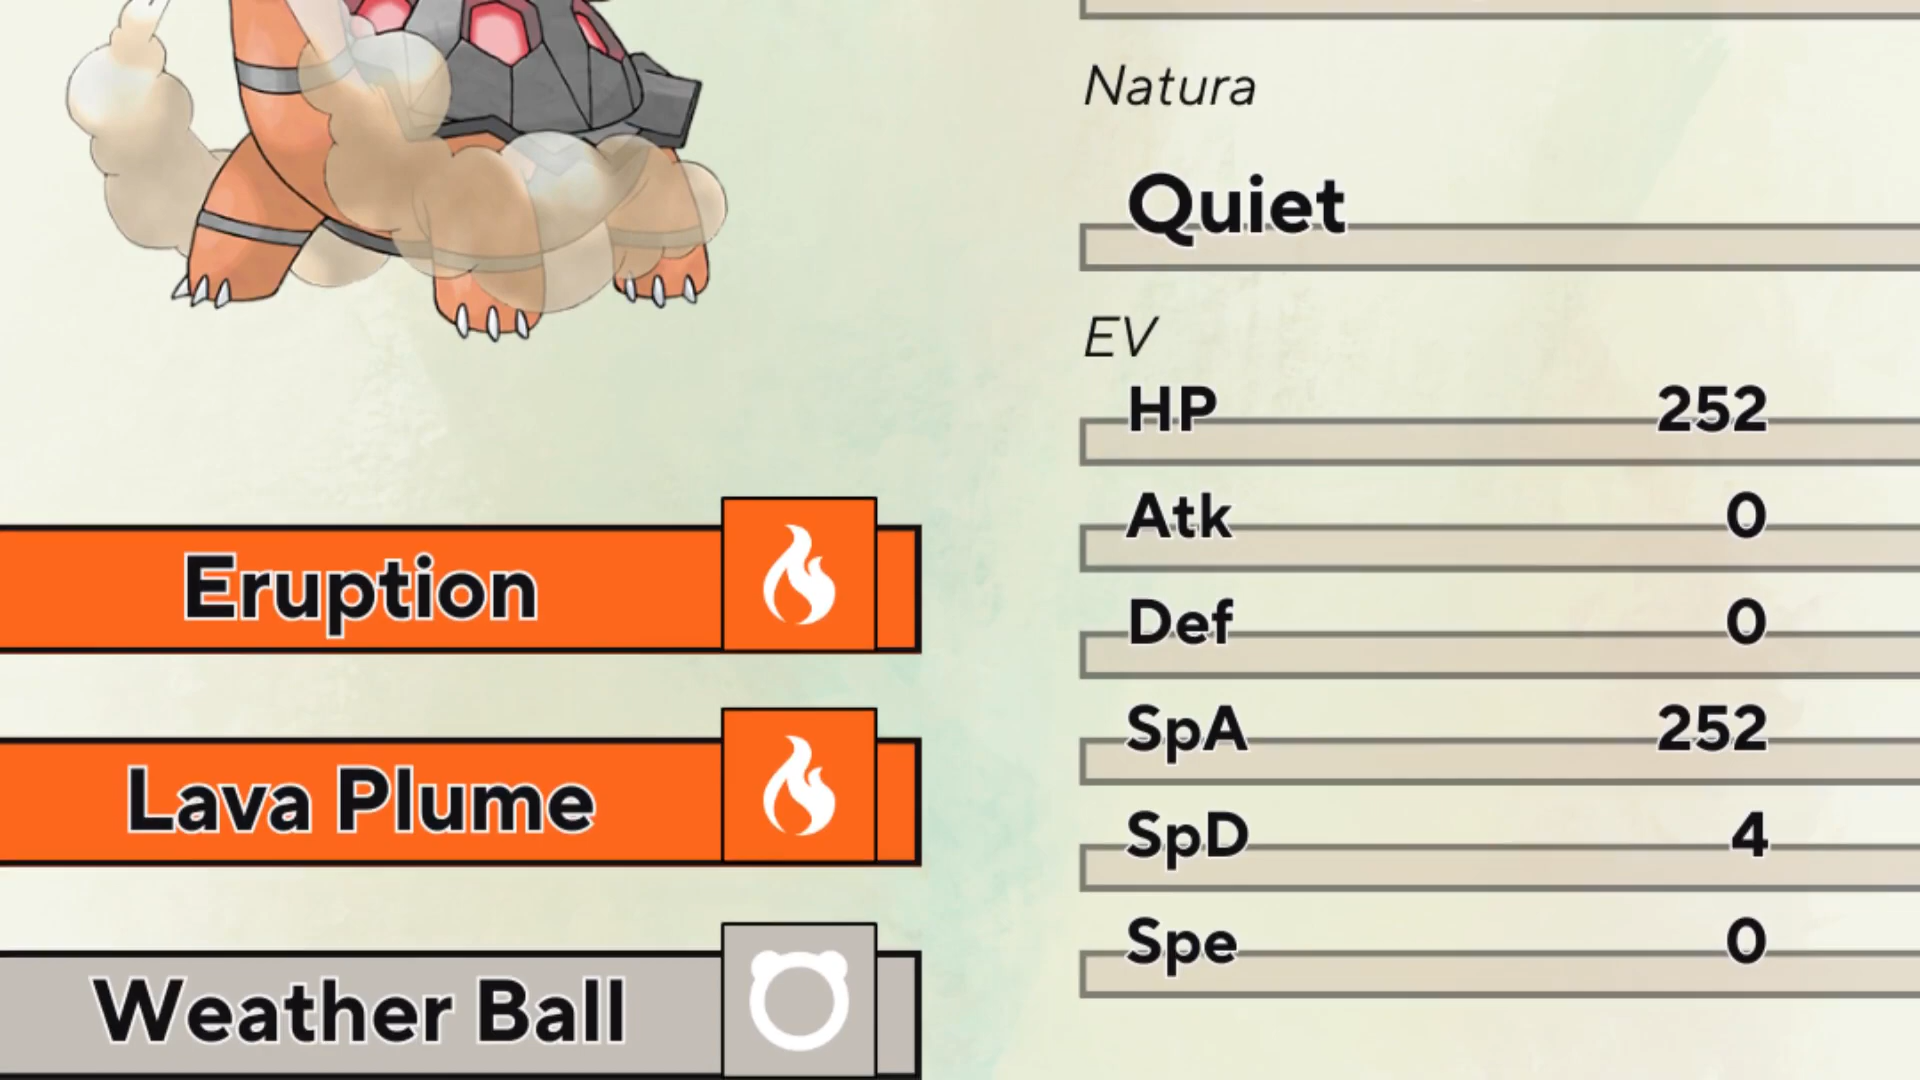 Natura
Quiet
EV
HP 252
Atk 0
Def 0
SpA 252
SpD 4
Spe 0
Eruption
Lava Plume
Weather Ball